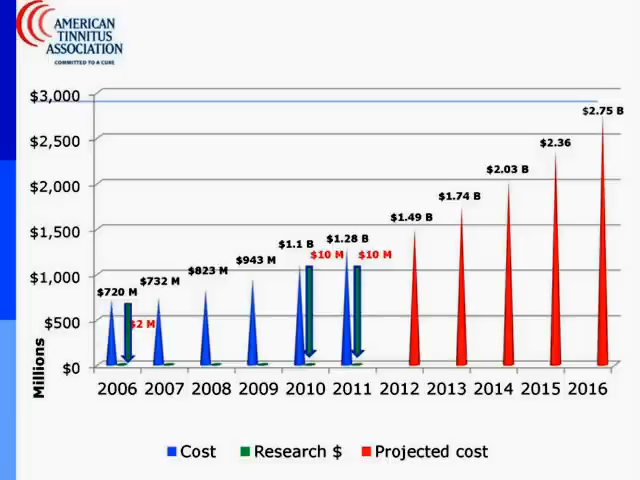 AMERICAN
TINNITUS
ASSOCIATION
COMMITTED TO A CURE
$3,000
$2,500
$2,000
$1,500
$1,000
$500
$0
Millions
$720 M
$2 M
$732 M
$823 M
$943 M
$1.1 B
$10 M
$1.28 B
$10 M
$1.49 B
$1.74 B
$2.03 B
$2.36
$2.75 B
2006 2007 2008 2009 2010 2011 2012 2013 2014 2015 2016
Cost Research $ Projected cost